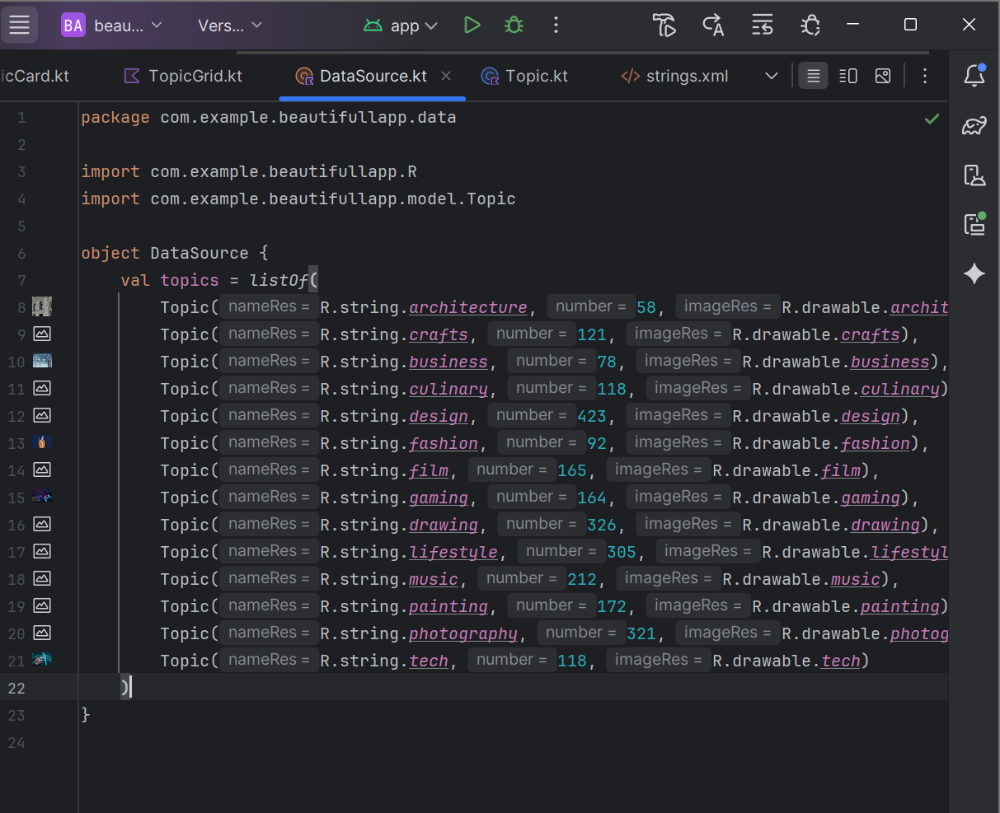 BA beau... Vers... app
icCard.kt TopicGrid.kt DataSource.kt Topic.kt strings.xml
1 package com.example.beautifullapp.data
2
3 import com.example.beautifullapp.R
4 import com.example.beautifullapp.model.Topic
5
6 object DataSource {
7 val topics = listOf(
8 Topic( nameRes = R.string.architecture, number = 58, imageRes = R.drawable.archit
9 Topic( nameRes = R.string.crafts, number = 121, imageRes = R.drawable.crafts),
10 Topic( nameRes = R.string.business, number = 78, imageRes = R.drawable.business),
11 Topic( nameRes = R.string.culinary, number = 118, imageRes = R.drawable.culinary)
12 Topic( nameRes = R.string.design, number = 423, imageRes = R.drawable.design),
13 Topic( nameRes = R.string.fashion, number = 92, imageRes = R.drawable.fashion),
14 Topic( nameRes = R.string.film, number = 165, imageRes = R.drawable.film),
15 Topic( nameRes = R.string.gaming, number = 164, imageRes = R.drawable.gaming),
16 Topic( nameRes = R.string.drawing, number = 326, imageRes = R.drawable.drawing),
17 Topic( nameRes = R.string.lifestyle, number = 305, imageRes = R.drawable.lifestyl
18 Topic( nameRes = R.string.music, number = 212, imageRes = R.drawable.music),
19 Topic( nameRes = R.string.painting, number = 172, imageRes = R.drawable.painting)
20 Topic( nameRes = R.string.photography, number = 321, imageRes = R.drawable.photog
21 Topic( nameRes = R.string.tech, number = 118, imageRes = R.drawable.tech)
22 )
23 }
24